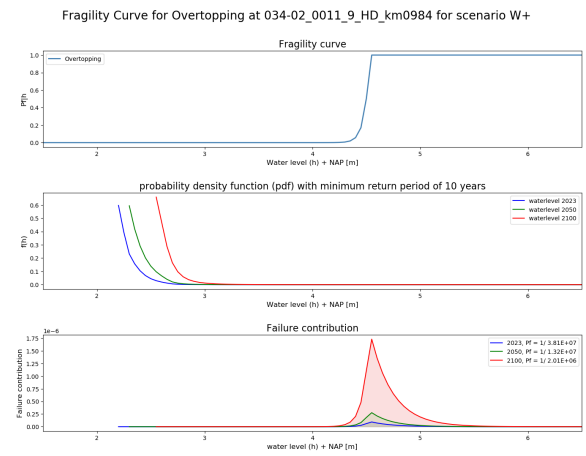 Fragility Curve for Overtopping at 034-02_0011_9_HD_km0984 for scenario W+
Fragility curve
1.0
0.8
0.6
0.4
0.2
0.0
Pf|h
Overtopping
2 3 4 5 6
Water level (h) + NAP [m]
probability density function (pdf) with minimum return period of 10 years
0.6
0.5
0.4
0.3
0.2
0.1
0.0
f(h)
waterlevel 2023
waterlevel 2050
waterlevel 2100
2 3 4 5 6
Water level (h) + NAP [m]
Failure contribution
1e−6
1.75
1.50
1.25
1.00
0.75
0.50
0.25
0.00
Failure contribution
2023, Pf = 1/ 3.81E+07
2050, Pf = 1/ 1.32E+07
2100, Pf = 1/ 2.01E+06
2 3 4 5 6
water level (h) + NAP [m]